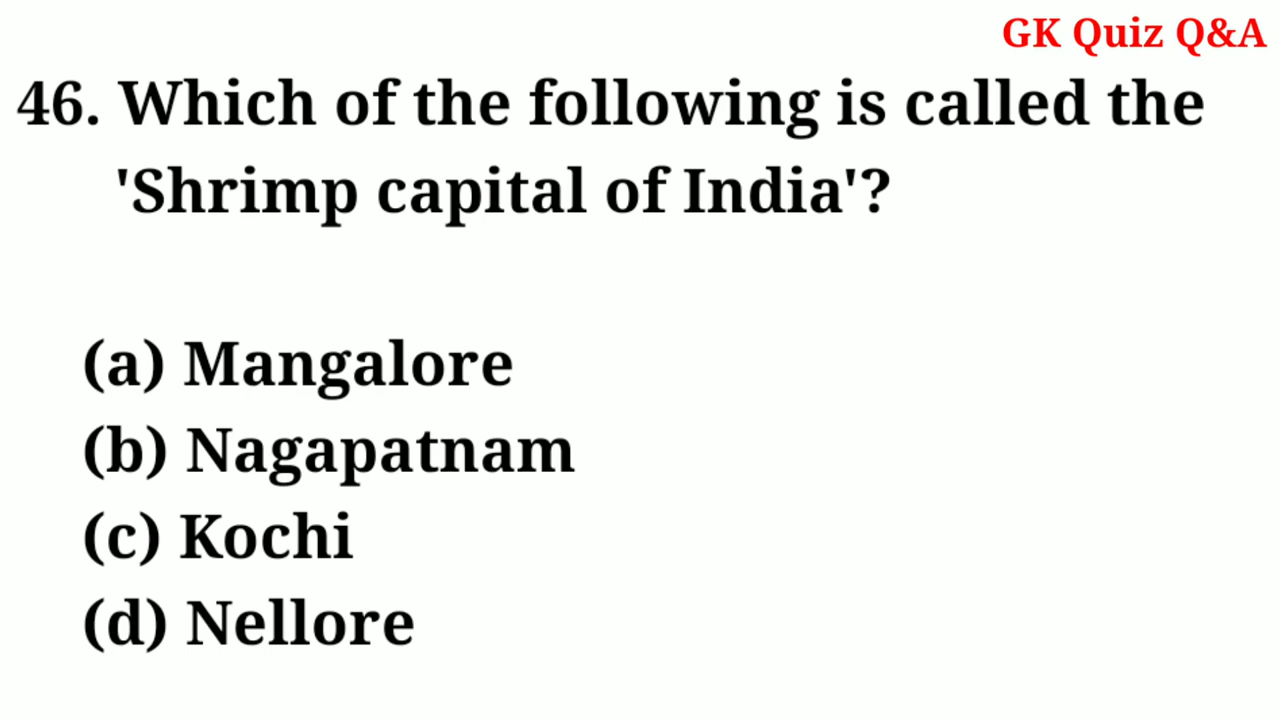 GK Quiz Q&A
46. Which of the following is called the
'Shrimp capital of India'?
(a) Mangalore
(b) Nagapatnam
(c) Kochi
(d) Nellore